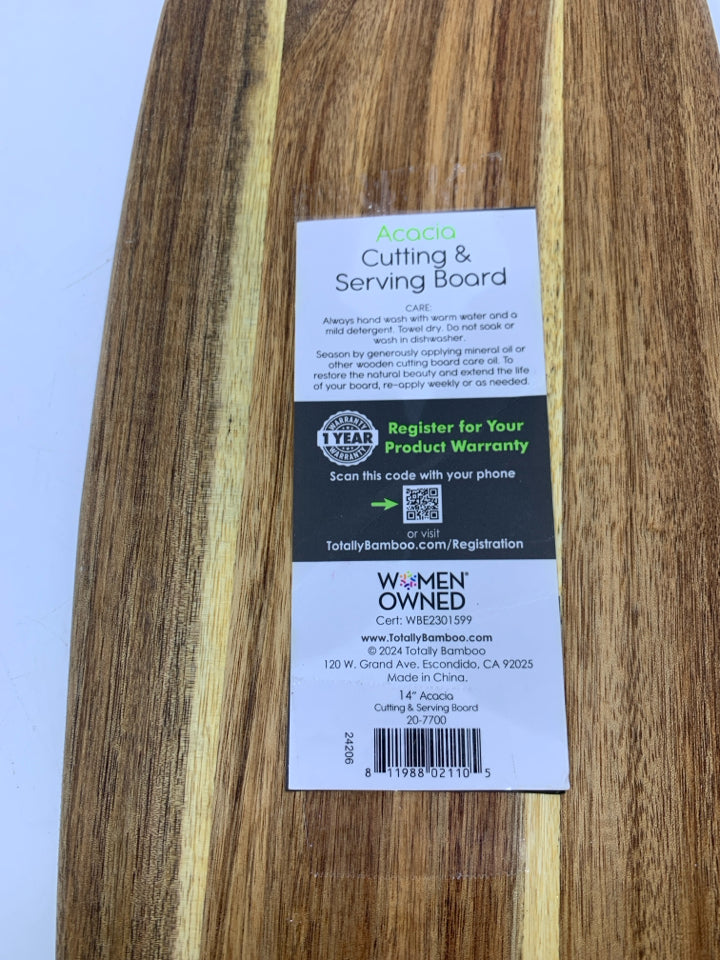 Acacia
Cutting &
Serving Board
CARE:
Always hand wash with warm water and a
mild detergent. Towel dry. Do not soak or
wash in dishwasher.
Season by generously applying mineral oil or
other wooden cutting board care oil. To
restore the natural beauty and extend the life
of your board, re-apply weekly or as needed.
WARRANTY
1 YEAR
WARRANTY
Register for Your
Product Warranty
Scan this code with your phone
or visit
TotallyBamboo.com/Registration
WOMEN
OWNED
Cert: WBE2301599
www.TotallyBamboo.com
© 2024 Totally Bamboo
120 W. Grand Ave. Escondido, CA 92025
Made in China.
14” Acacia
Cutting & Serving Board
20-7700
24206
8 11988 02110 5